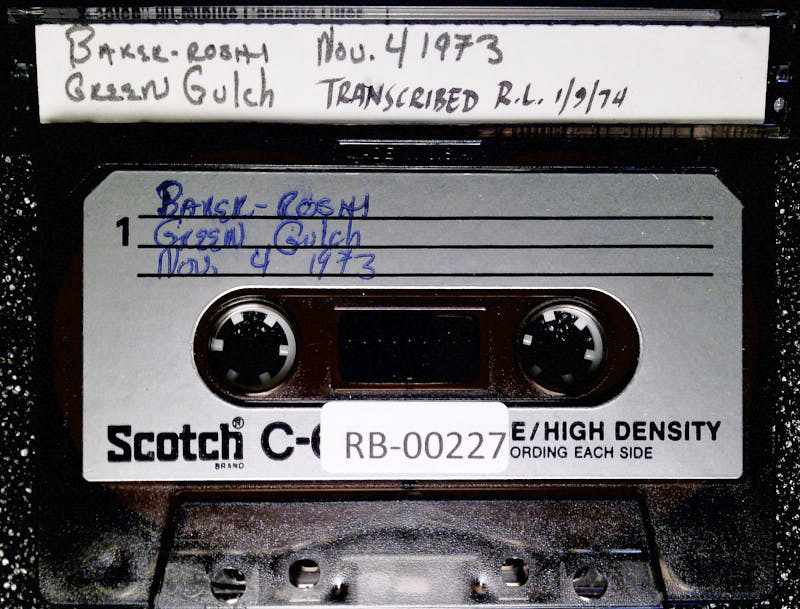 BAKER-ROSHI NOV. 4 1973
GREEN Gulch TRANSCRIBED R.L. 1/9/74
BAKER-ROSHI
1 GREEN Gulch
Nov. 4 1973
Scotch® C-6 E/HIGH DENSITY
BRAND ORDING EACH SIDE
RB-00227